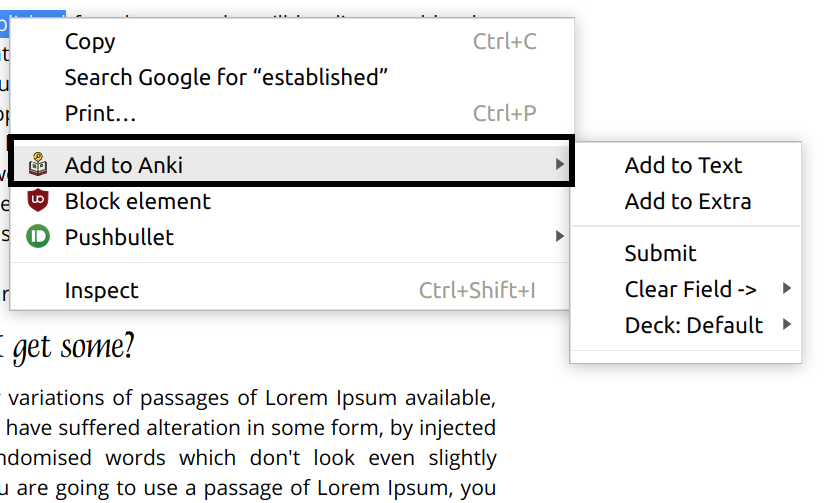 Copy Ctrl+C
Search Google for “established”
Print… Ctrl+P
Add to Anki
Block element
Pushbullet
Inspect Ctrl+Shift+I
Add to Text
Add to Extra
Submit
Clear Field ->
Deck: Default
get some?
variations of passages of Lorem Ipsum available,
have suffered alteration in some form, by injected
words which don't look even slightly
are going to use a passage of Lorem Ipsum, you